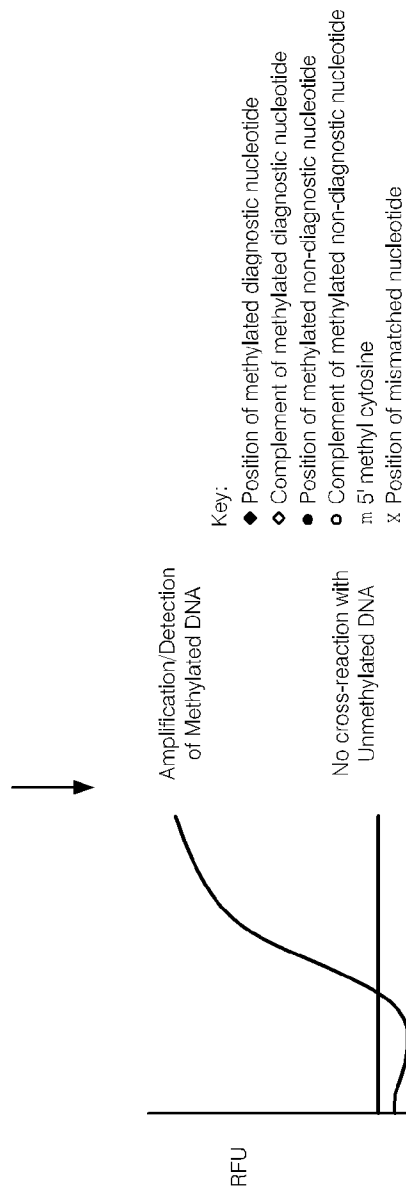 Amplification/Detection
of Methylated DNA
No cross-reaction with
Unmethylated DNA
RFU
Key:
◆ Position of methylated diagnostic nucleotide
◇ Complement of methylated diagnostic nucleotide
● Position of methylated non-diagnostic nucleotide
○ Complement of methylated non-diagnostic nucleotide
m 5' methyl cytosine
X Position of mismatched nucleotide